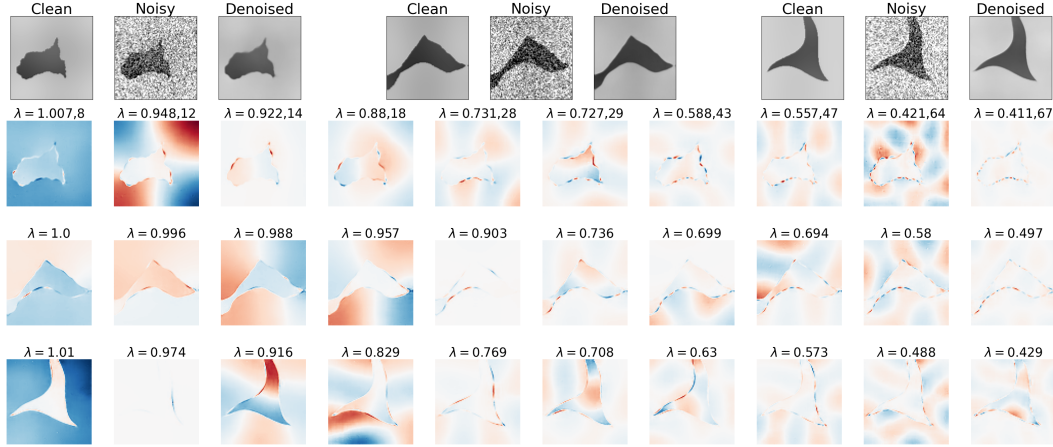 Clean Noisy Denoised Clean Noisy Denoised Clean Noisy Denoised
λ = 1.007,8 λ = 0.948,12 λ = 0.922,14 λ = 0.88,18 λ = 0.731,28 λ = 0.727,29 λ = 0.588,43 λ = 0.557,47 λ = 0.421,64 λ = 0.411,67
λ = 1.0 λ = 0.996 λ = 0.988 λ = 0.957 λ = 0.903 λ = 0.736 λ = 0.699 λ = 0.694 λ = 0.58 λ = 0.497
λ = 1.01 λ = 0.974 λ = 0.916 λ = 0.829 λ = 0.769 λ = 0.708 λ = 0.63 λ = 0.573 λ = 0.488 λ = 0.429